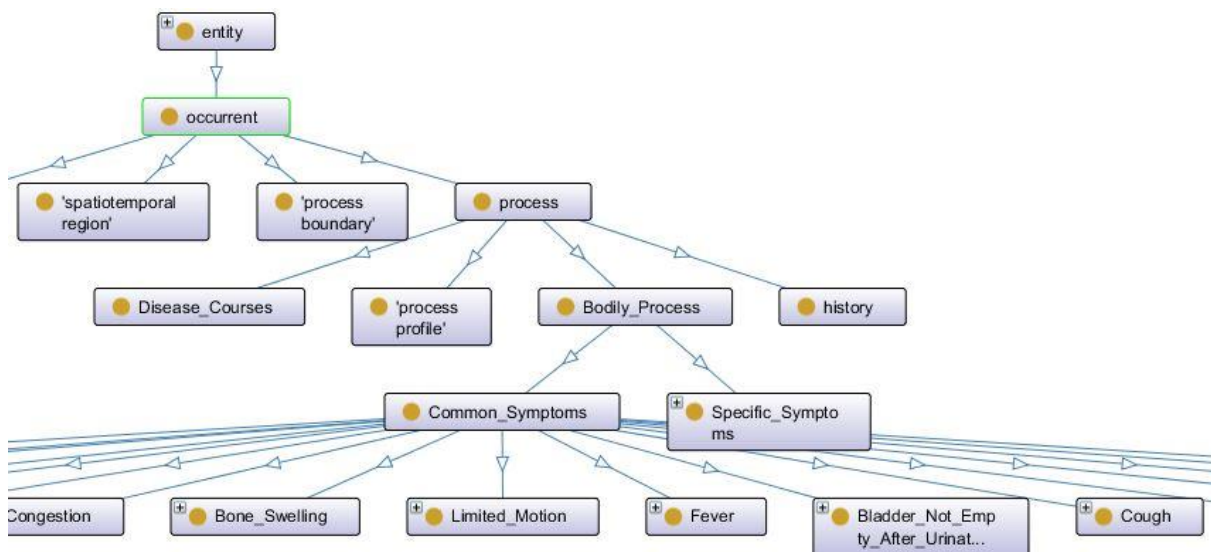 entity
occurrent
'spatiotemporal
region'
'process
boundary'
process
Disease_Courses
'process
profile'
Bodily_Process
history
Common_Symptoms
Specific_Sympto
ms
Congestion
Bone_Swelling
Limited_Motion
Fever
Bladder_Not_Emp
ty_After_Urinat...
Cough